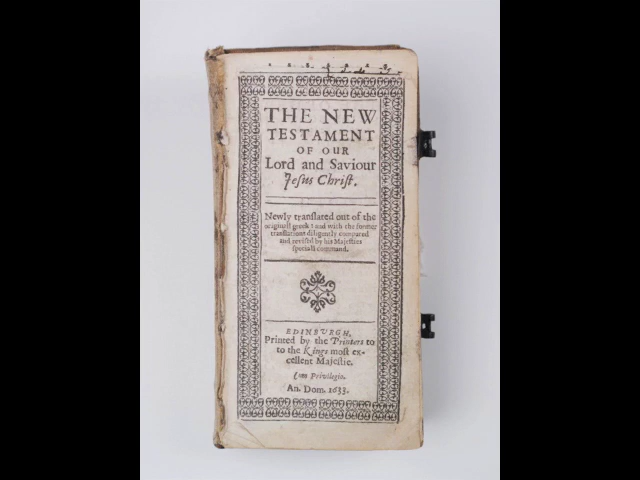 THE NEW
TESTAMENT
OF OUR
Lord and Saviour
Jesus Christ.
Newly translated out of the
originall greek : and with the former
translations diligently compared
and revised by his Majesties
speciall command.
EDINBURGH,
Printed by the Printers to
to the Kings most ex-
cellent Majestie.
Cum Privilegio.
An. Dom. 1633.